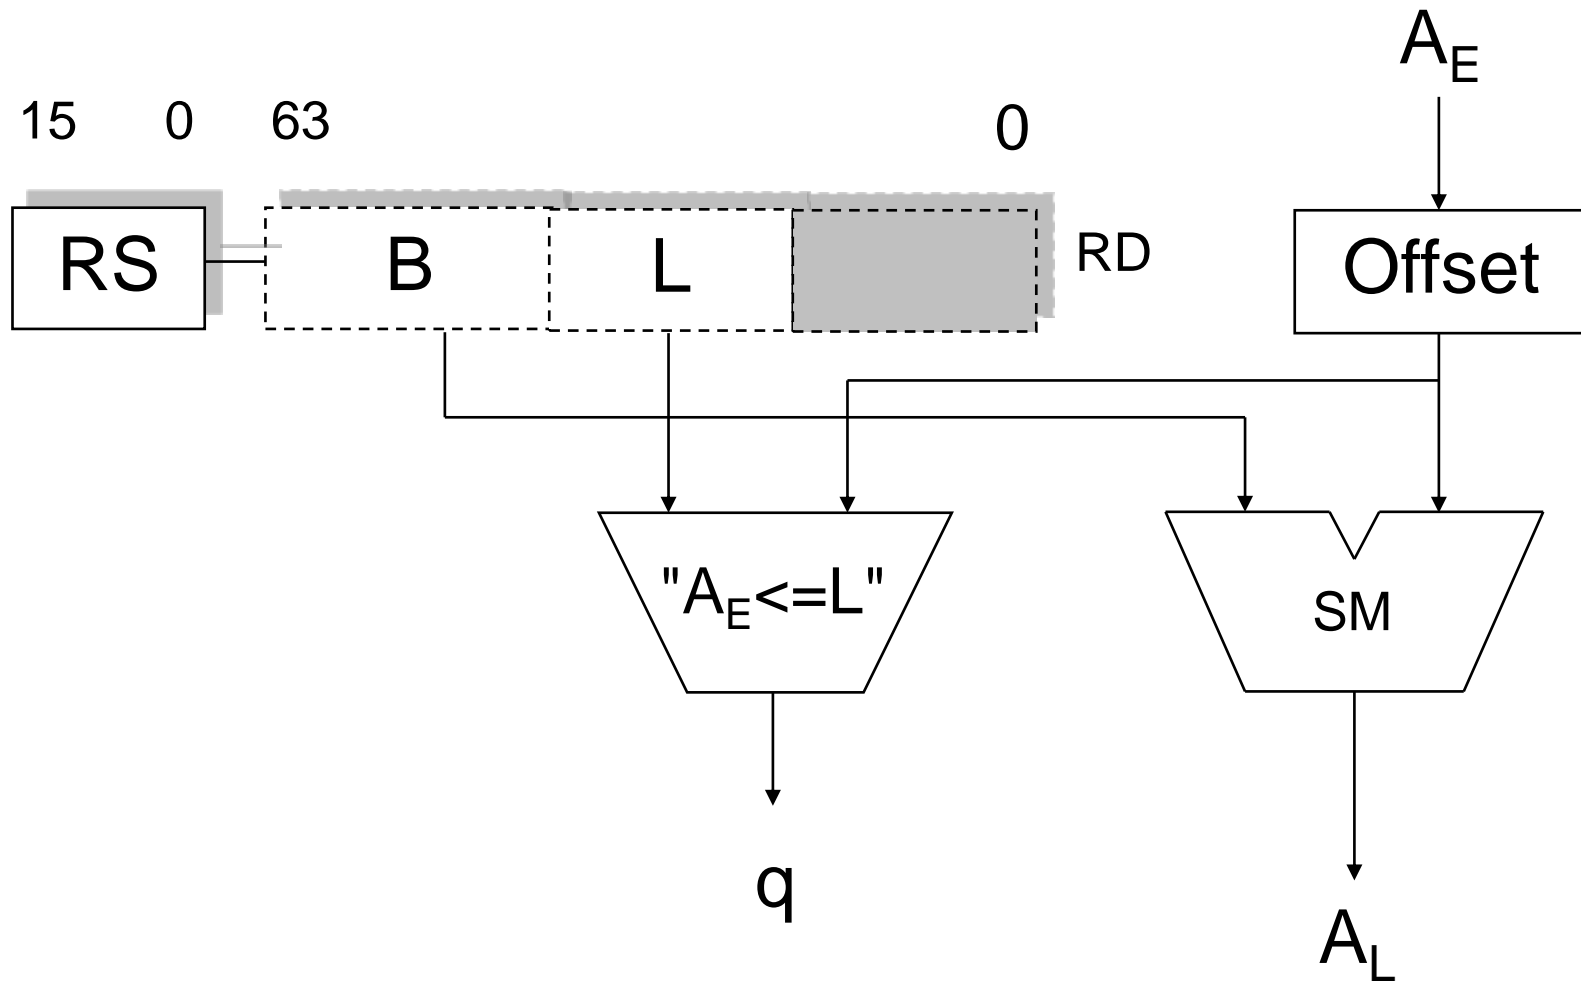 A_E
15 0 63 0
RS B L RD Offset
"A_E<=L" SM
q
A_L